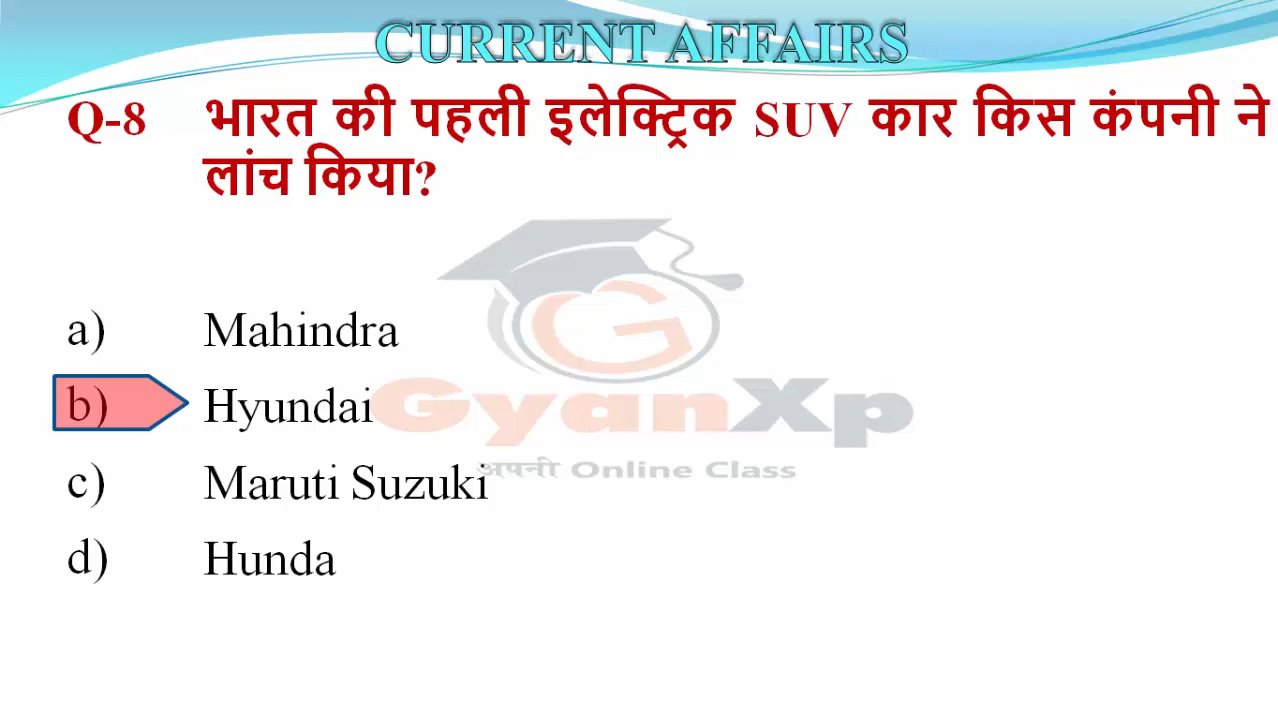 CURRENT AFFAIRS
Q-8 भारत की पहली इलेक्ट्रिक SUV कार किस कंपनी ने
लांच किया?
a) Mahindra
b) Hyundai
GyanXp
अपनी Online Class
c) Maruti Suzuki
d) Hunda